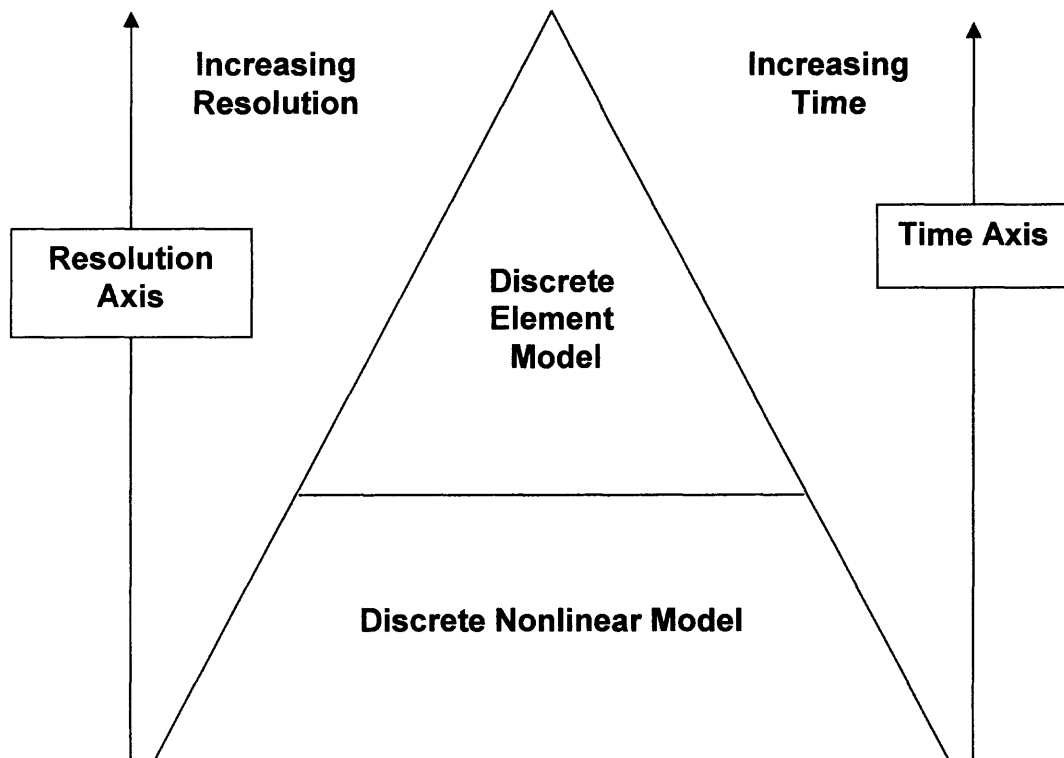 Increasing
Resolution
Increasing
Time
Resolution
Axis
Time Axis
Discrete
Element
Model
Discrete Nonlinear Model